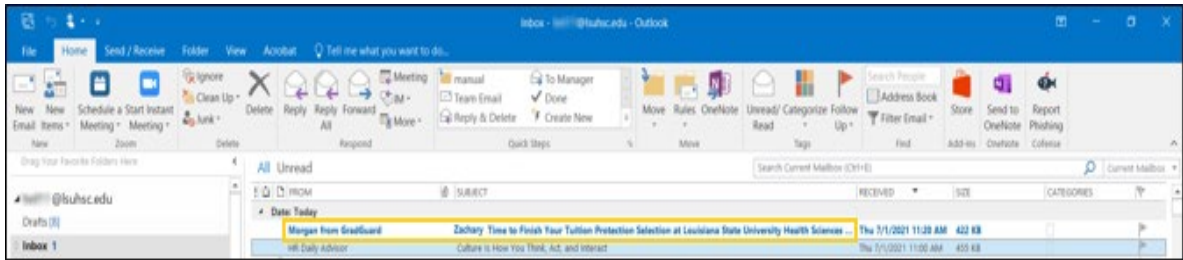 Inbox - @lsuhsc.edu - Outlook
File Home Send / Receive Folder View Acrobat Tell me what you want to do...
New Email
New Items
Schedule a Meeting
Start Instant Meeting
Ignore
Clean Up
Junk
Delete
Reply
Reply All
Forward
Meeting
IM
More
manual
Team Email
Reply & Delete
To Manager
Done
Create New
Move
Rules
OneNote
Unread/ Read
Categorize
Follow Up
Search People
Address Book
Filter Email
Store
Send to OneNote
Report Phishing
New Zoom Delete Respond Quick Steps Move Tags Find Add-ins OneNote Cofense
Drag Your Favorite Folders Here
All Unread
Search Current Mailbox (Ctrl+E)
Current Mailbox
@lsuhsc.edu
FROM SUBJECT RECEIVED SIZE CATEGORIES
Date: Today
Drafts [8]
Morgan from GradGuard Zachary Time to Finish Your Tuition Protection Selection at Louisiana State University Health Sciences ... Thu 7/1/2021 11:20 AM 422 KB
Inbox 1
HR Daily Advisor Culture Is How You Think, Act, and Interact Thu 7/1/2021 11:00 AM 455 KB